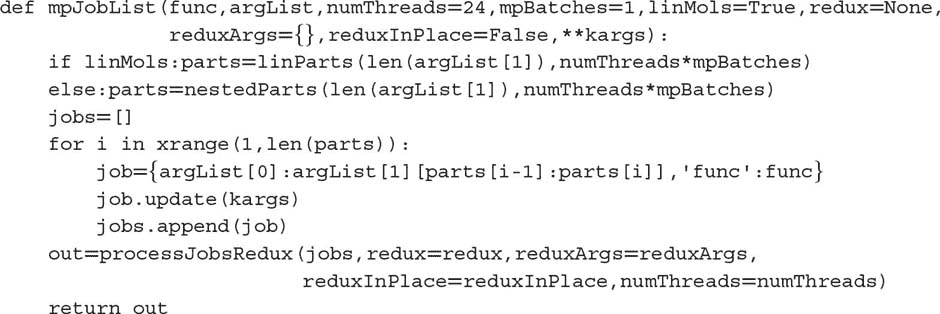 def mpJobList(func,argList,numThreads=24,mpBatches=1,linMols=True,redux=None,
              reduxArgs={},reduxInPlace=False,**kargs):
    if linMols:parts=linParts(len(argList[1]),numThreads*mpBatches)
    else:parts=nestedParts(len(argList[1]),numThreads*mpBatches)
    jobs=[]
    for i in xrange(1,len(parts)):
        job={argList[0]:argList[1][parts[i-1]:parts[i]],'func':func}
        job.update(kargs)
        jobs.append(job)
    out=processJobsRedux(jobs,redux=redux,reduxArgs=reduxArgs,
                         reduxInPlace=reduxInPlace,numThreads=numThreads)
    return out